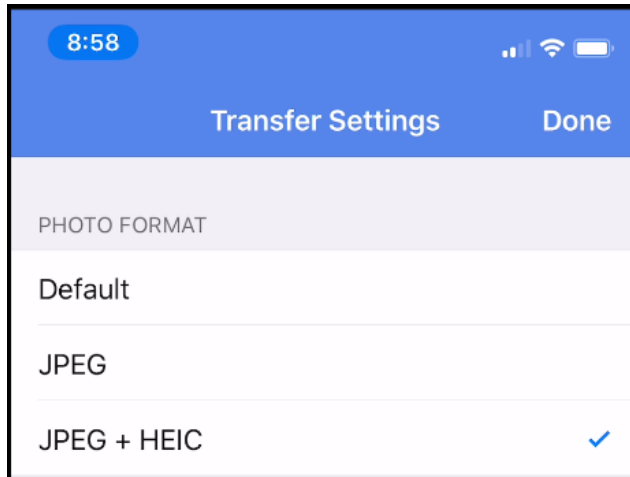 8:58
Transfer Settings Done
PHOTO FORMAT
Default
JPEG
JPEG + HEIC